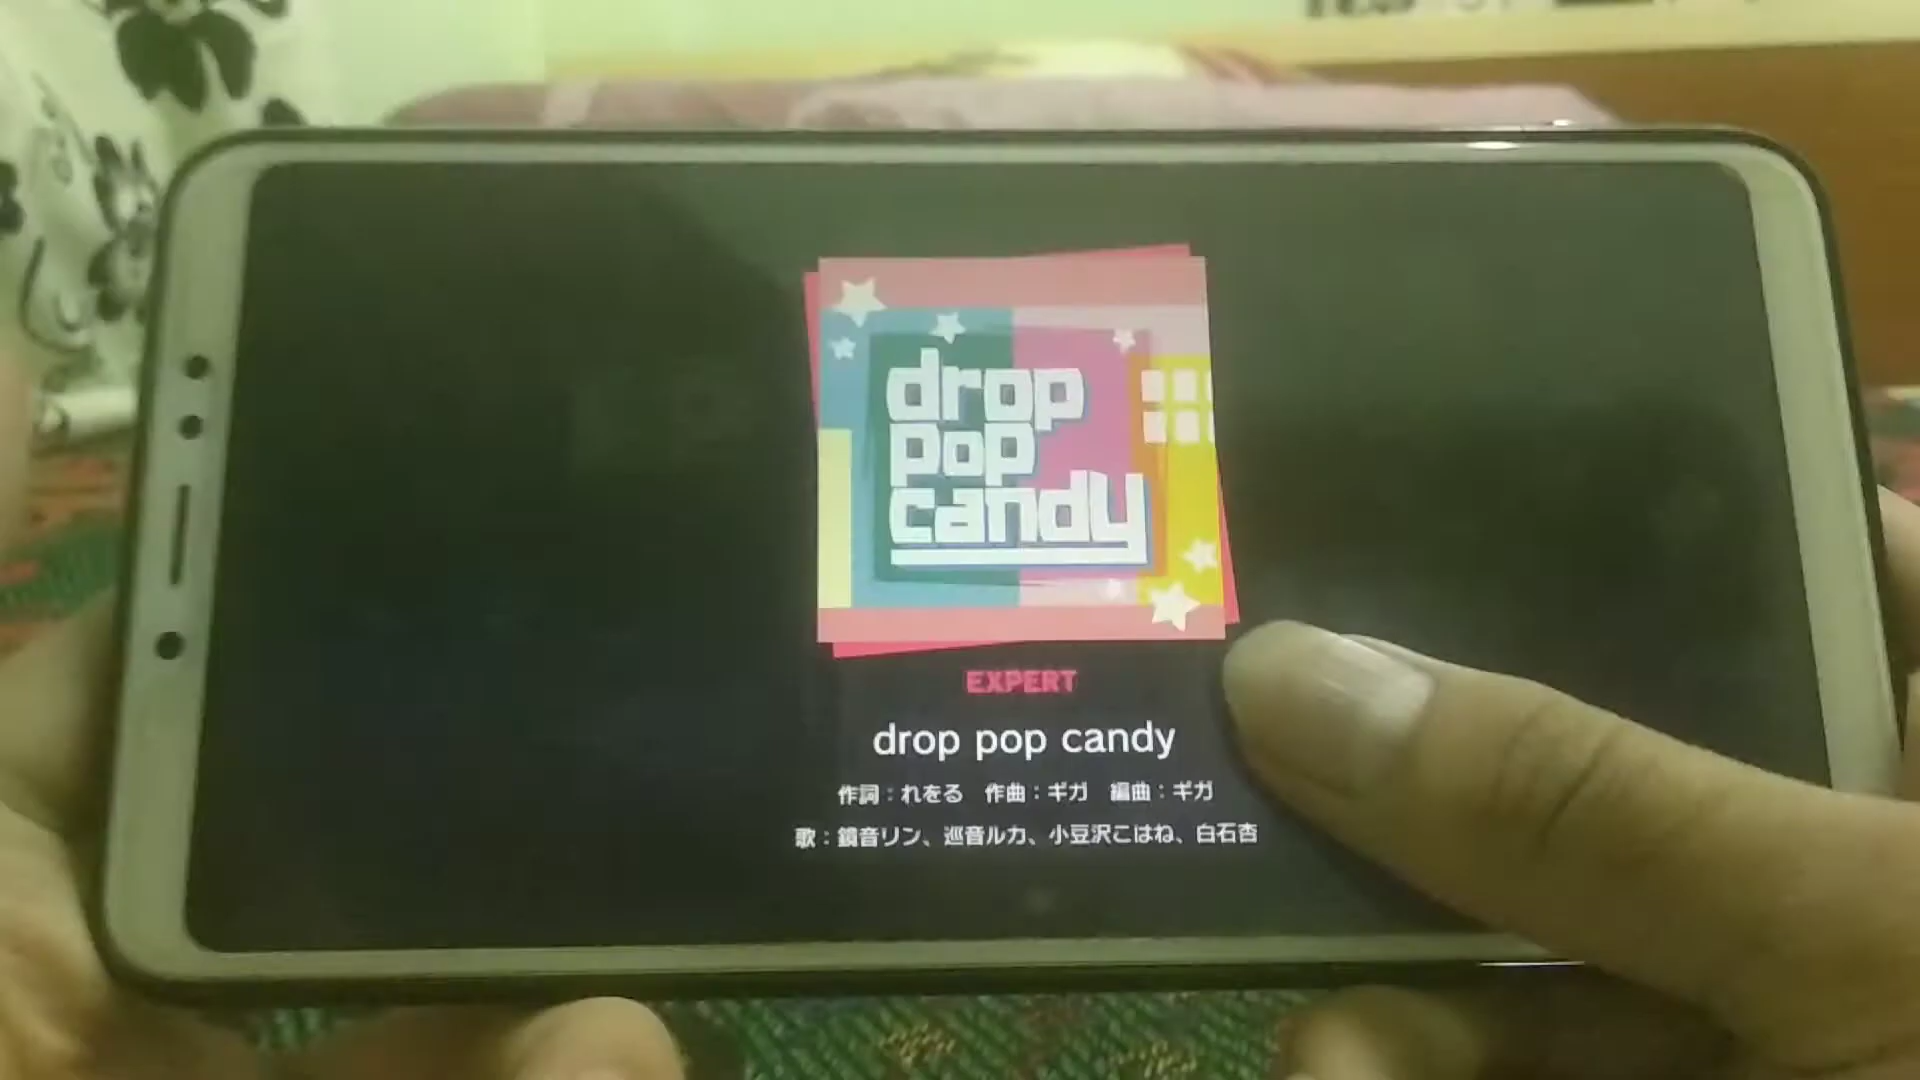 drop
pop
candy
EXPERT
drop pop candy
作詞：れをる 作曲：ギガ 編曲：ギガ
歌：鏡音リン、巡音ルカ、小豆沢こはね、白石杏